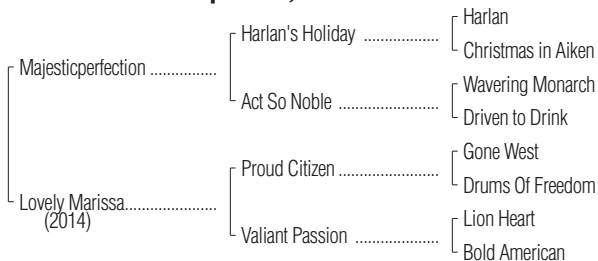 Harlan
Harlan's Holiday ..................
Christmas in Aiken
Majesticperfection ................
Wavering Monarch
Act So Noble ........................
Driven to Drink
Gone West
Proud Citizen ........................
Drums Of Freedom
Lovely Marissa......................
(2014)
Lion Heart
Valiant Passion ....................
Bold American